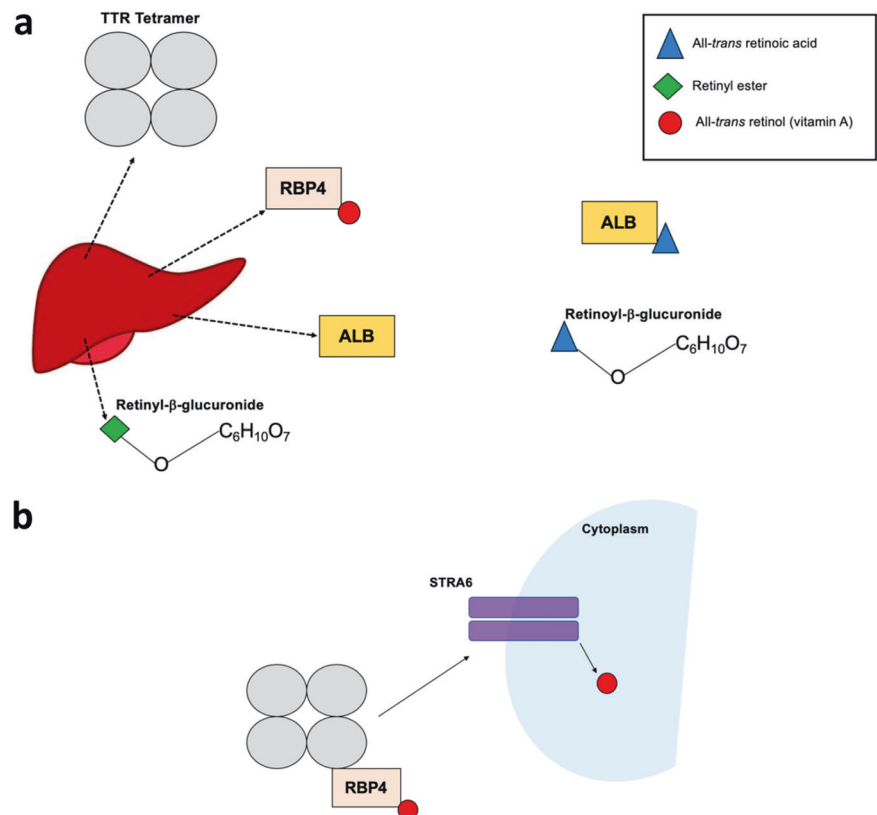 a
TTR Tetramer
All-trans retinoic acid
Retinyl ester
All-trans retinol (vitamin A)
RBP4
ALB
ALB
Retinoyl-β-glucuronide
O
C₆H₁₀O₇
Retinyl-β-glucuronide
O
C₆H₁₀O₇
b
Cytoplasm
STRA6
RBP4